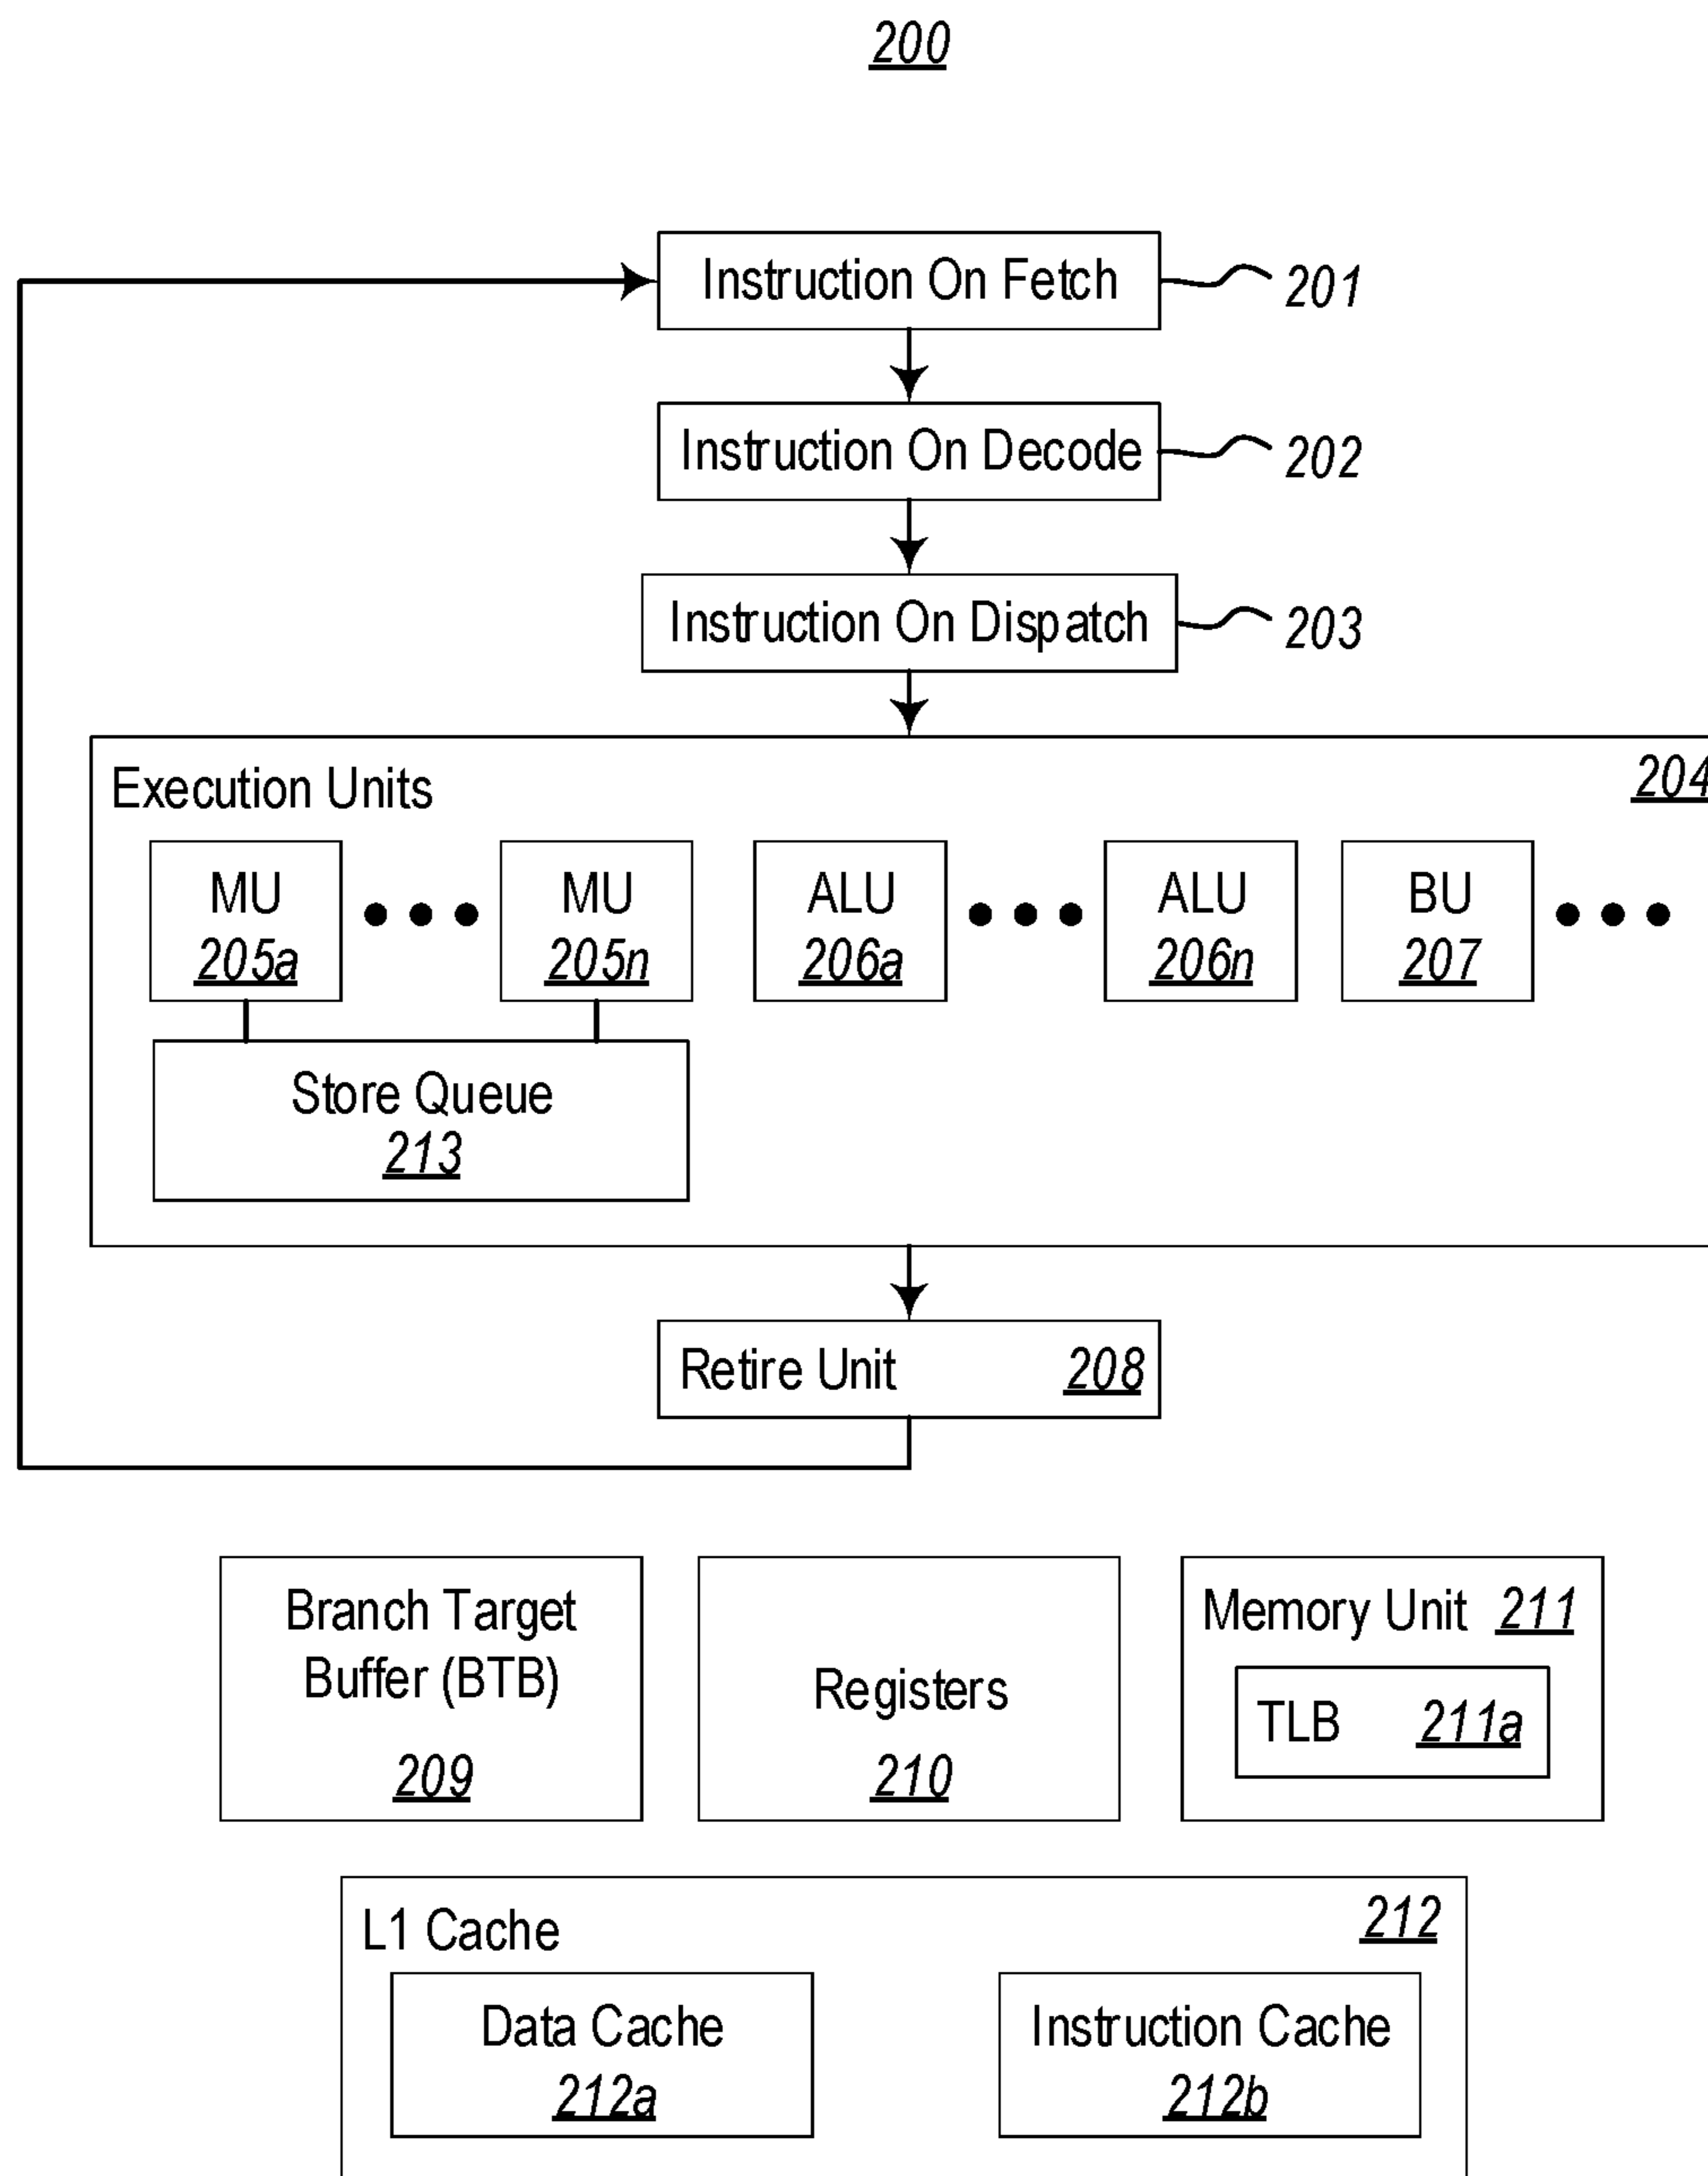 200
Instruction On Fetch 201
Instruction On Decode 202
Instruction On Dispatch 203
Execution Units 204
MU
205a
MU
205n
ALU
206a
ALU
206n
BU
207
Store Queue
213
Retire Unit 208
Branch Target
Buffer (BTB)
209
Registers
210
Memory Unit 211
TLB 211a
L1 Cache 212
Data Cache
212a
Instruction Cache
212b